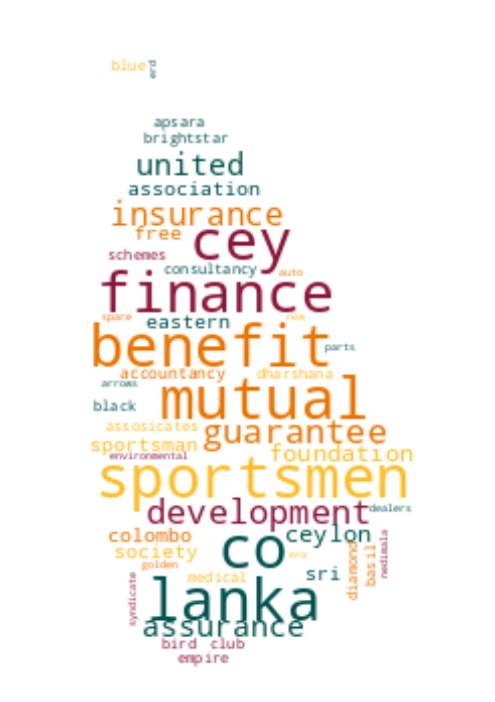 blue
era
apsara
brightstar
united
association
insurance
free
cey
schemes
consultancy
auto
finance
spare
new
eastern
benefit
parts
accountancy
dharshana
arrows
mutual
black
assosicates
guarantee
sportsman
foundation
environmental
sportsmen
development
dealers
colombo
co
ceylon
society
era
golden
medical
sri
diamond
basil
nedimala
syndicate
lanka
assurance
bird club
empire